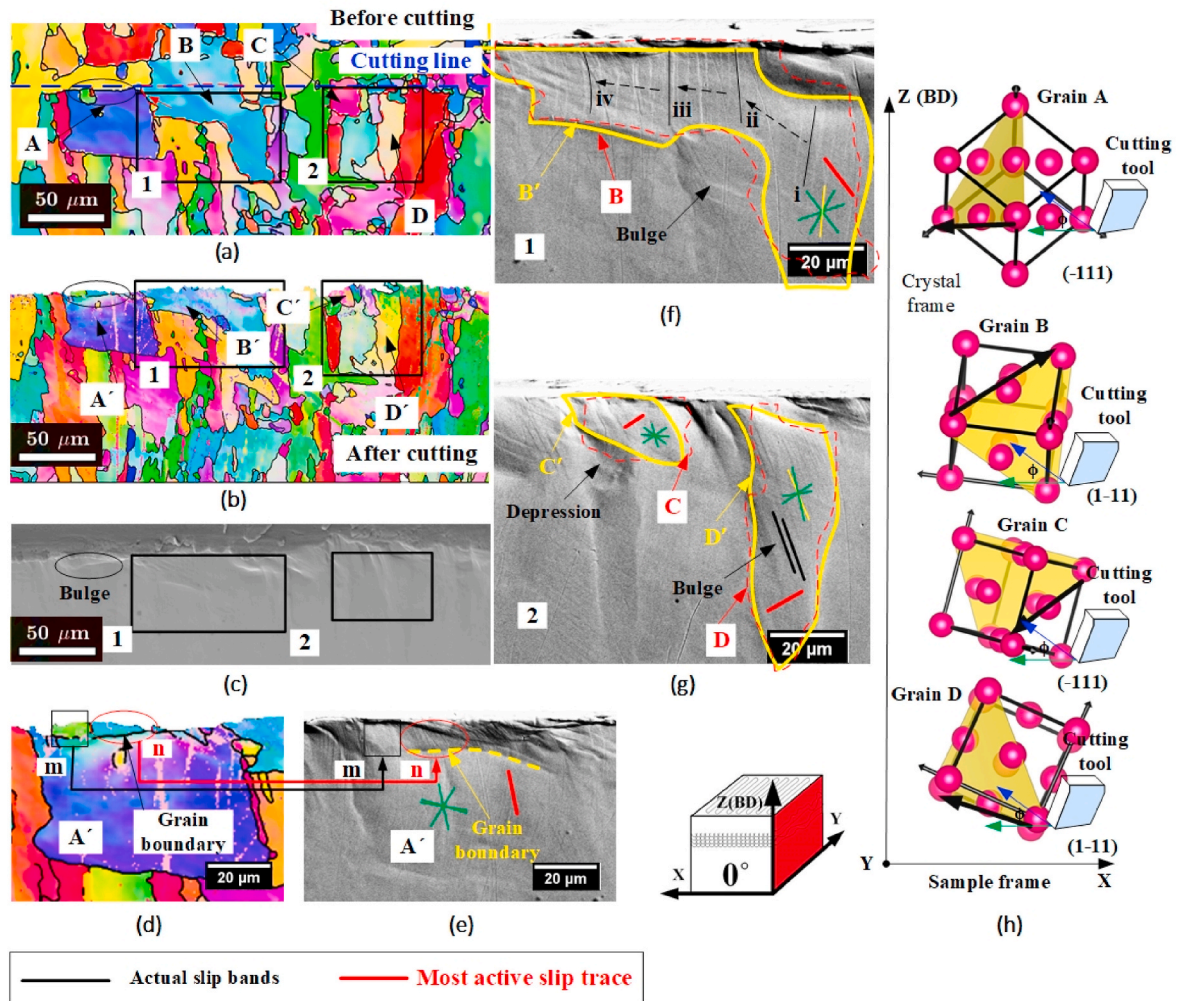 Before cutting
Cutting line
B
C
A
1
2
D
50 μm
(a)
C´
B´
1
A´
2
D´
50 μm
After cutting
(b)
Bulge
50 μm
1
2
(c)
m
n
A´
Grain
boundary
20 μm
(d)
m
n
A´
Grain
boundary
20 μm
(e)
iv
iii
ii
i
B′
B
Bulge
1
20 μm
(f)
C′
C
Depression
D′
Bulge
D
2
20 μm
(g)
Z(BD)
Y
X
0°
Z (BD)
Grain A
Cutting
tool
ϕ
(-111)
Crystal
frame
Grain B
Cutting
tool
ϕ
(1-11)
Grain C
Cutting
tool
ϕ
(-111)
Grain D
Cutting
tool
ϕ
(1-11)
Y
Sample frame
X
(h)
Actual slip bands
Most active slip trace